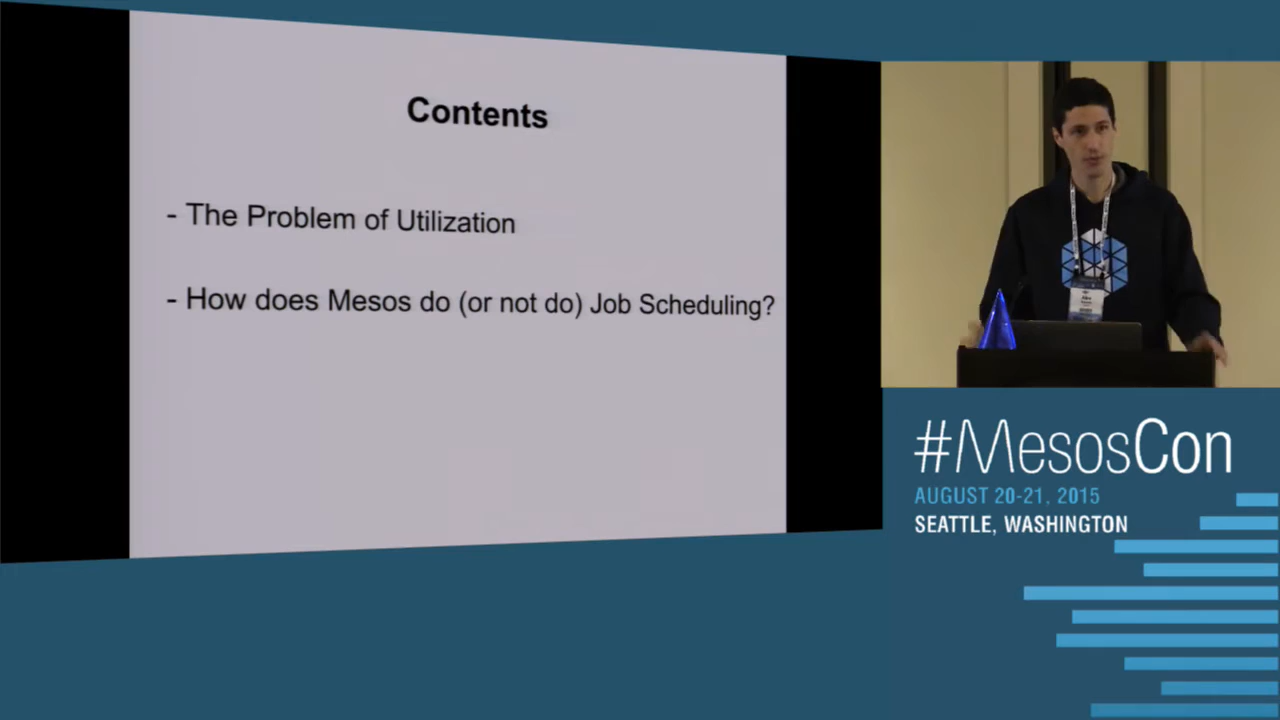 Contents
- The Problem of Utilization
- How does Mesos do (or not do) Job Scheduling?
#MesosCon
AUGUST 20-21, 2015
SEATTLE, WASHINGTON